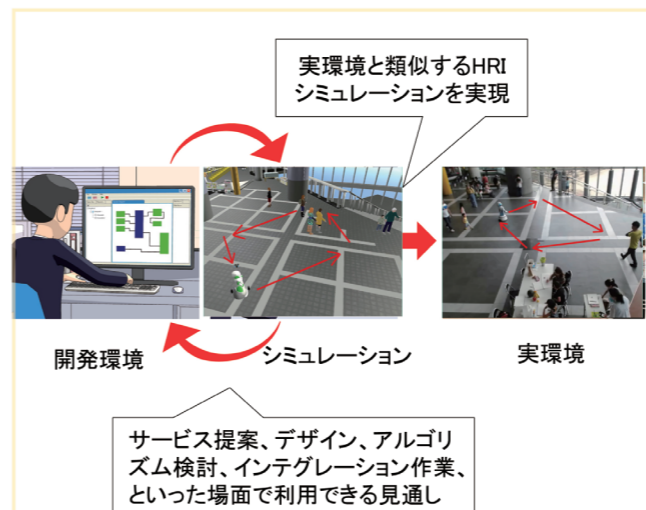 実環境と類似するHRI
シミュレーションを実現
開発環境
シミュレーション
実環境
サービス提案、デザイン、アルゴリ
ズム検討、インテグレーション作業、
といった場面で利用できる見通し